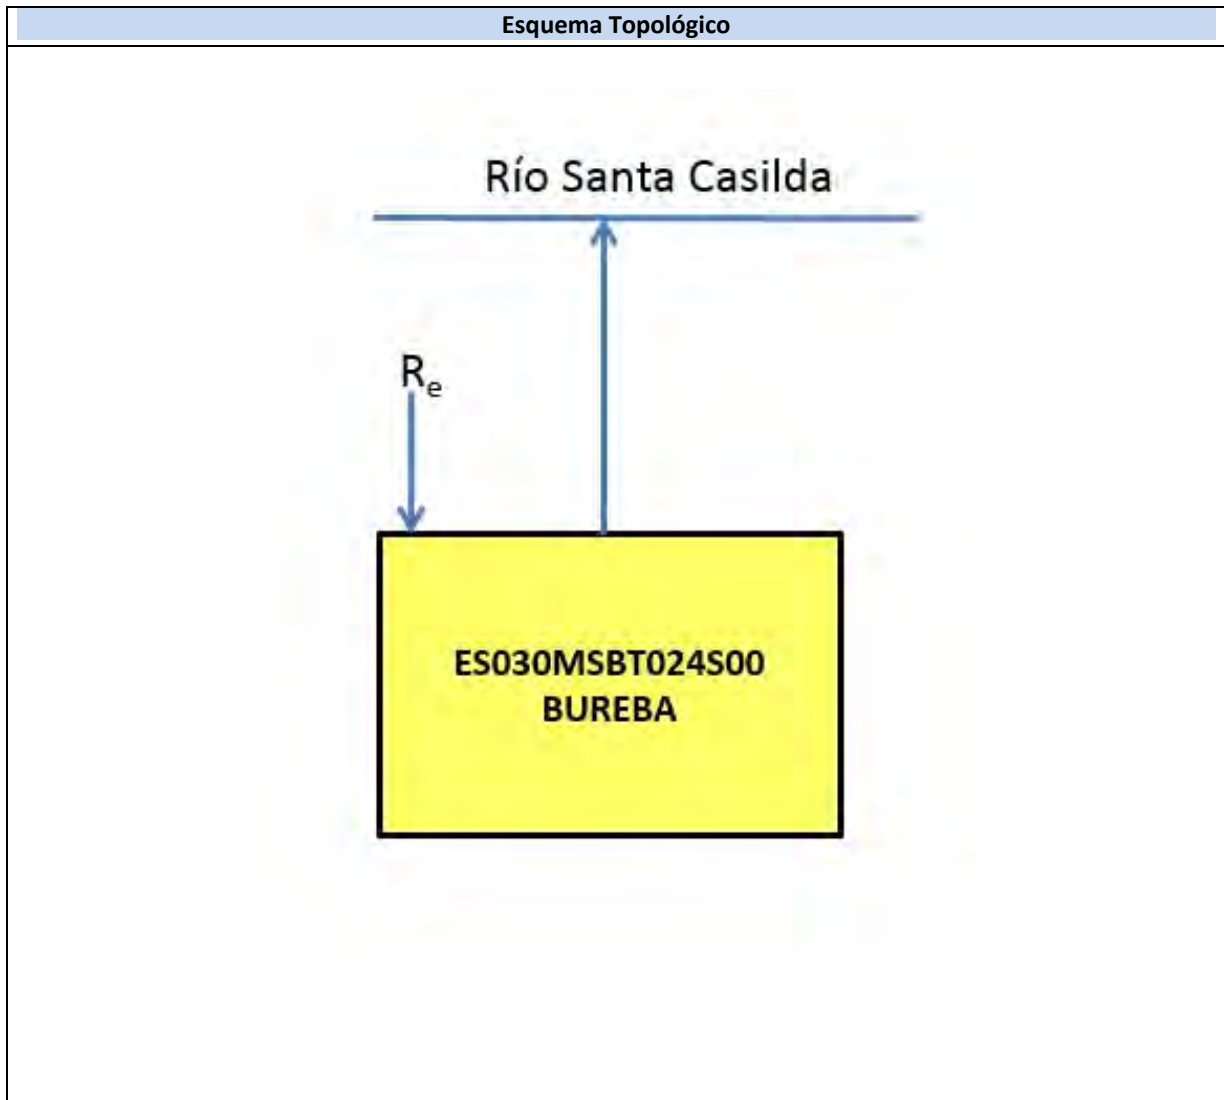 Esquema Topológico
Río Santa Casilda
Re
ES030MSBT024S00
BUREBA